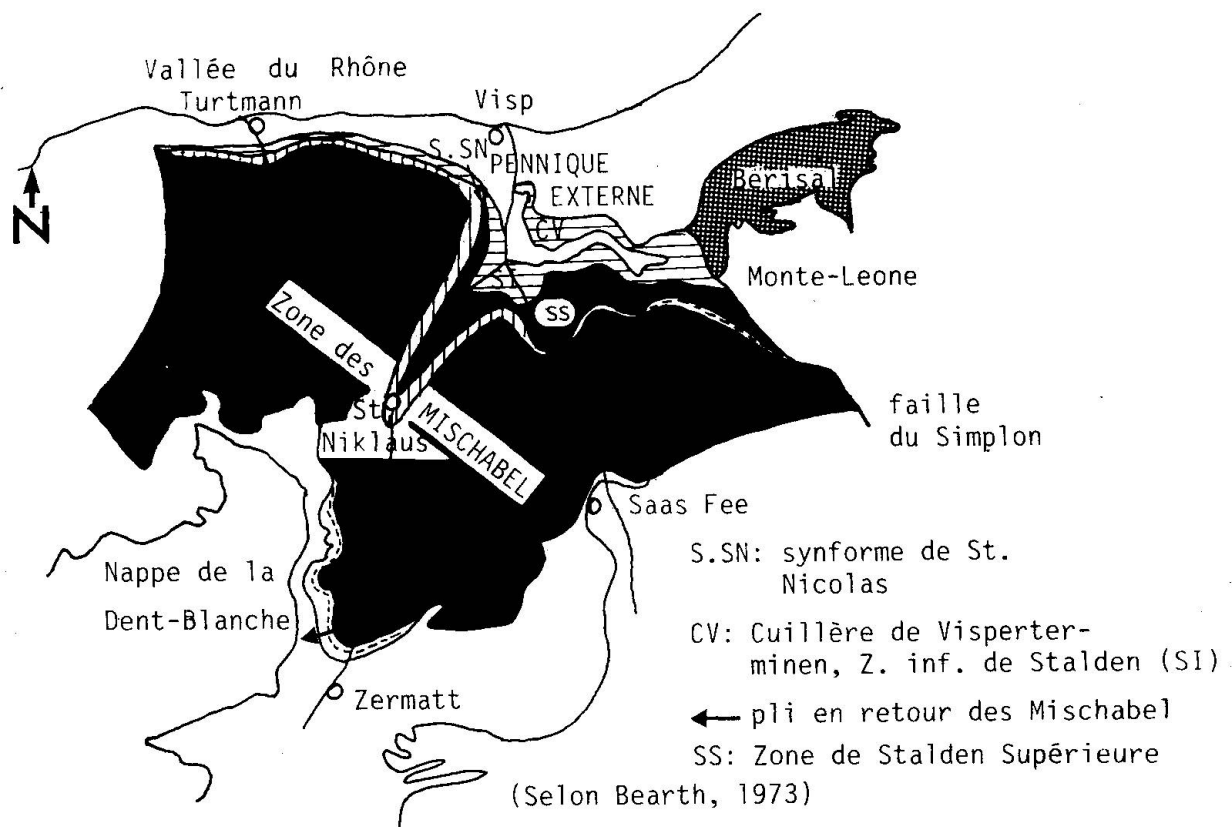 Vallée du Rhône
Turtmann
Visp
S.SN
PENNIQUE
EXTERNE
CV
Bérisal
N
Monte-Leone
Zone des
SS
MISCHABEL
St
Niklaus
faille
du Simplon
Saas Fee
Nappe de la
Dent-Blanche
Zermatt
S.SN: synforme de St.
Nicolas
CV: Cuillère de Visperter-
minen, Z. inf. de Stalden (SI)
pli en retour des Mischabel
SS: Zone de Stalden Supérieure
(Selon Bearth, 1973)